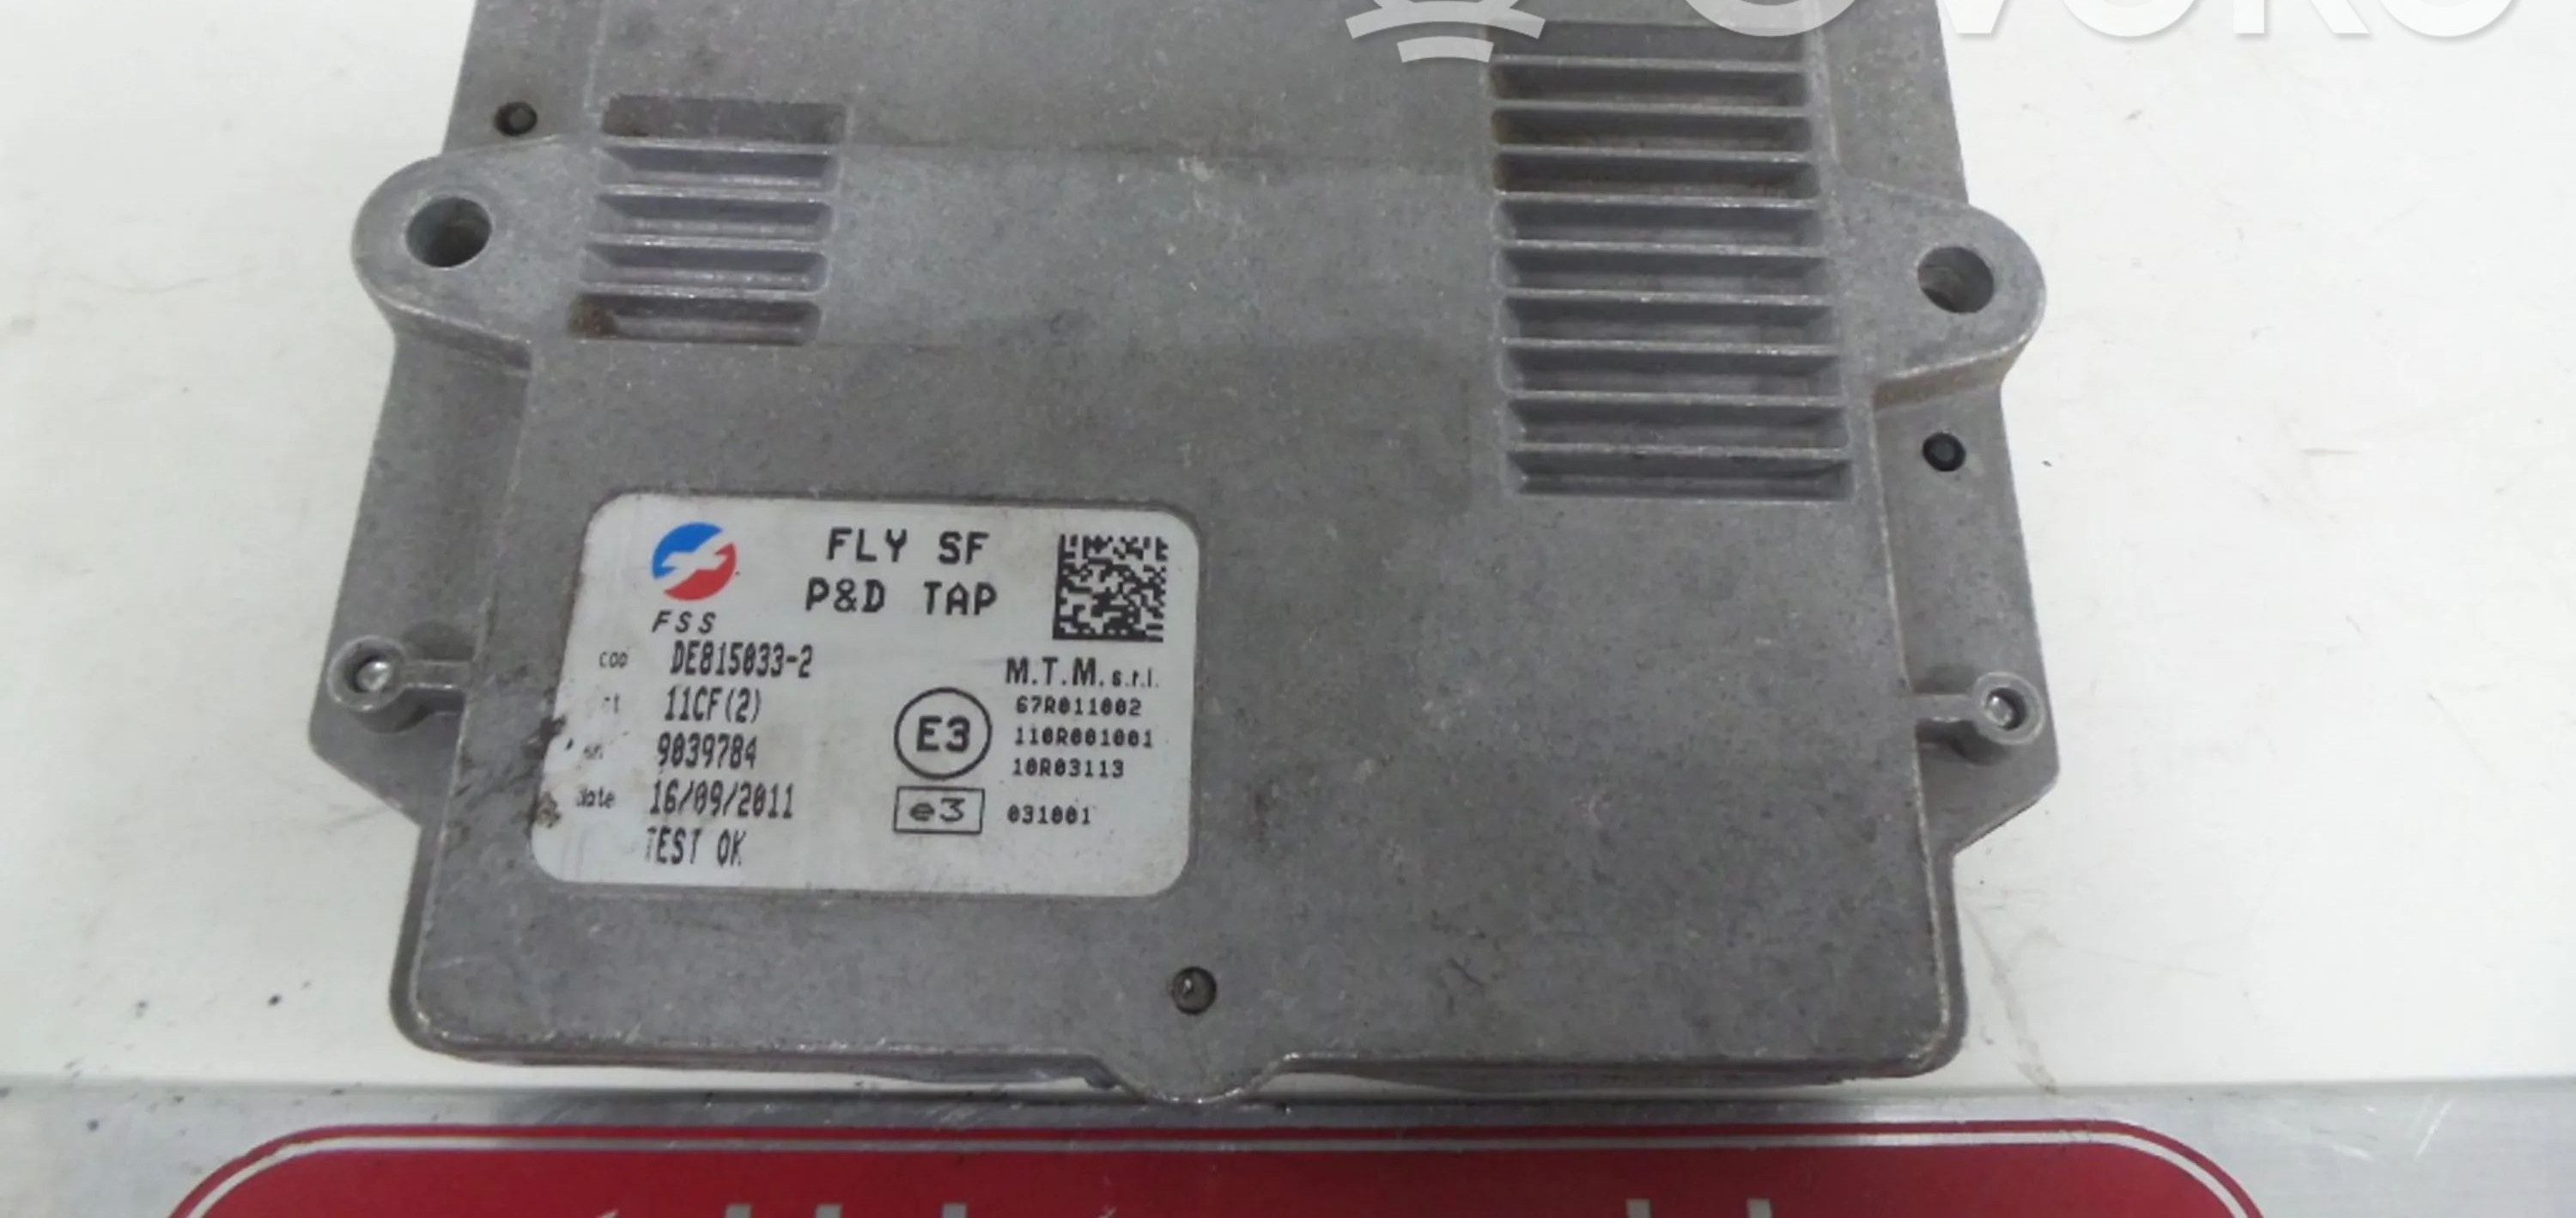 FLY SF
P&D TAP
FSS
COD DE815033-2
11CF(2)
9039784
date 16/09/2011
TEST OK
M.T.M. s.r.l.
E3
67R011002
110R001001
10R03113
e3 031001